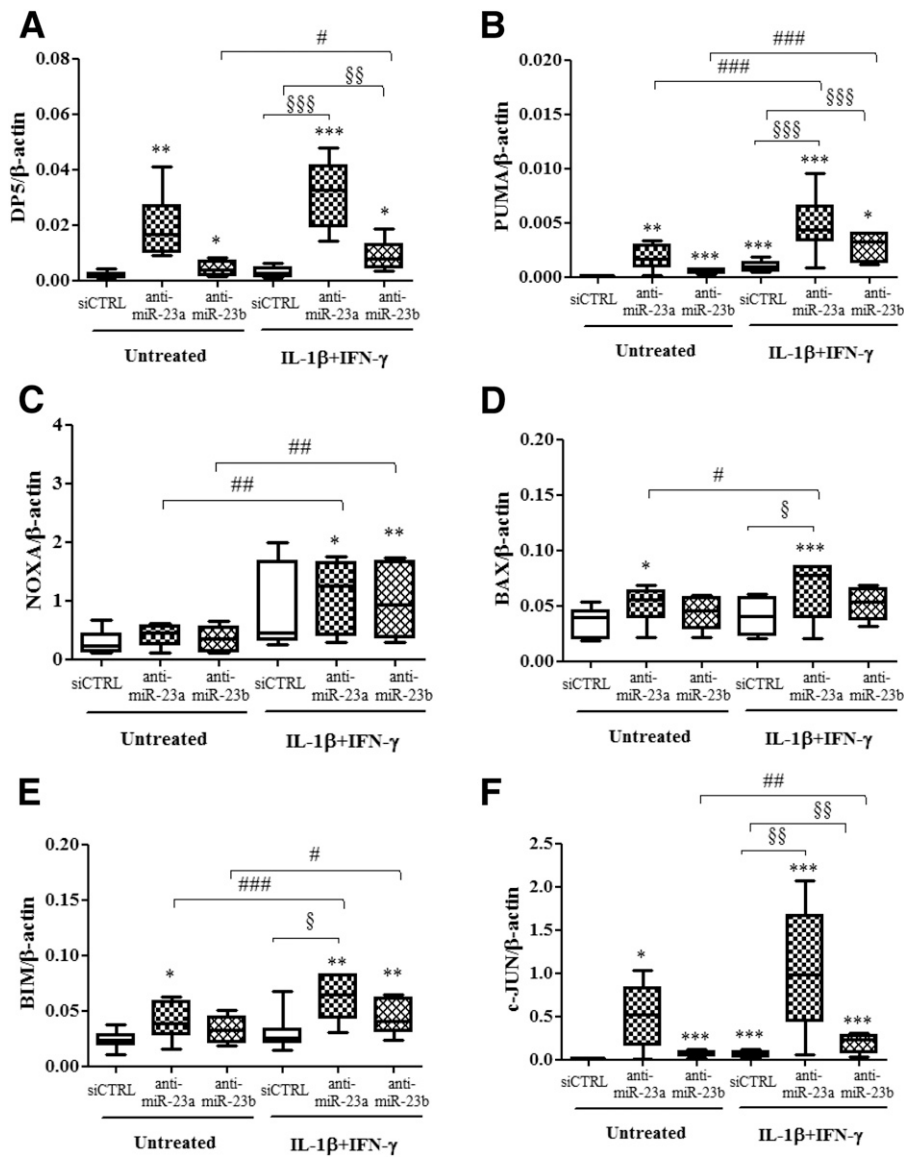 A
#
§§
§§§
0.08
0.06
0.04
0.02
0.00
DP5/β-actin
**
*
***
*
siCTRL anti-miR-23a anti-miR-23b siCTRL anti-miR-23a anti-miR-23b
Untreated IL-1β+IFN-γ
B
###
###
§§§
§§§
0.020
0.015
0.010
0.005
0.000
PUMA/β-actin
**
***
***
***
*
siCTRL anti-miR-23a anti-miR-23b siCTRL anti-miR-23a anti-miR-23b
Untreated IL-1β+IFN-γ
C
##
##
4
3
2
1
0
NOXA/β-actin
*
**
siCTRL anti-miR-23a anti-miR-23b siCTRL anti-miR-23a anti-miR-23b
Untreated IL-1β+IFN-γ
D
#
§
0.20
0.15
0.10
0.05
0.00
BAX/β-actin
*
***
siCTRL anti-miR-23a anti-miR-23b siCTRL anti-miR-23a anti-miR-23b
Untreated IL-1β+IFN-γ
E
#
###
§
0.20
0.15
0.10
0.05
0.00
BIM/β-actin
*
**
**
siCTRL anti-miR-23a anti-miR-23b siCTRL anti-miR-23a anti-miR-23b
Untreated IL-1β+IFN-γ
F
##
§§
§§
2.5
2.0
1.5
1.0
0.5
0.0
c-JUN/β-actin
*
***
***
***
***
siCTRL anti-miR-23a anti-miR-23b siCTRL anti-miR-23a anti-miR-23b
Untreated IL-1β+IFN-γ